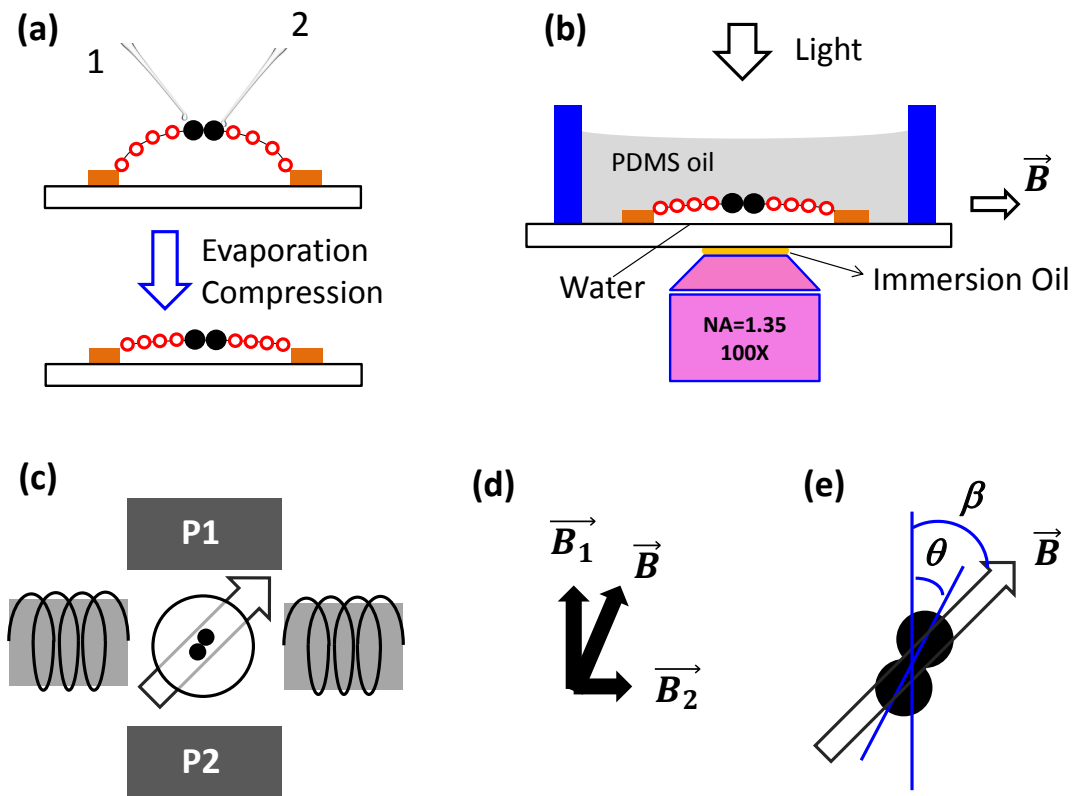 (a)
1
2
Evaporation
Compression
(b)
Light
PDMS oil
B
Water
Immersion Oil
NA=1.35
100X
(c)
P1
P2
(d)
B₁
B
B₂
(e)
β
θ
B